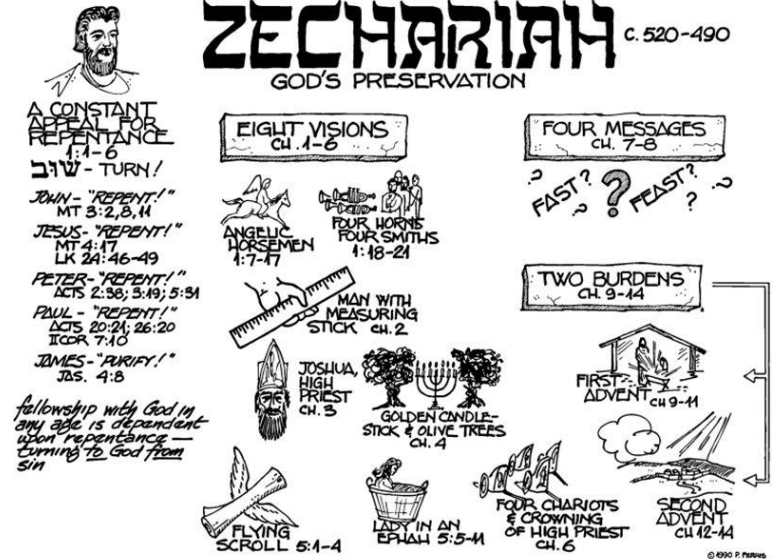 ZECHARIAH
C. 520-490
GOD'S PRESERVATION
A CONSTANT
APPEAL FOR
REPENTANCE
1:1-6
שוב - TURN!
JOHN - "REPENT!"
MT 3:2,8,11
JESUS - "REPENT!"
MT 4:17
LK 24:46-49
PETER - "REPENT!"
ACTS 2:38; 3:19; 5:31
PAUL - "REPENT!"
ACTS 20:21; 26:20
II COR 7:10
JAMES - "PURIFY!"
JAS. 4:8
fellowship with God in
any age is dependent
upon repentance —
turning to God from
sin
EIGHT VISIONS
CH. 1-6
ANGELIC
HORSEMEN
1:7-17
FOUR HORNS
FOUR SMITHS
1:18-21
MAN WITH
MEASURING
STICK CH. 2
JOSHUA,
HIGH
PRIEST
CH. 3
GOLDEN CANDLE-
STICK & OLIVE TREES
CH. 4
FLYING
SCROLL 5:1-4
LADY IN AN
EPHAH 5:5-11
FOUR CHARIOTS
& CROWNING
OF HIGH PRIEST
CH. 6
FOUR MESSAGES
CH. 7-8
? FAST? ? ? FEAST? ? ?
TWO BURDENS
CH. 9-14
FIRST
ADVENT CH 9-11
SECOND
ADVENT
CH 12-14
© 1990 P. FERRIS